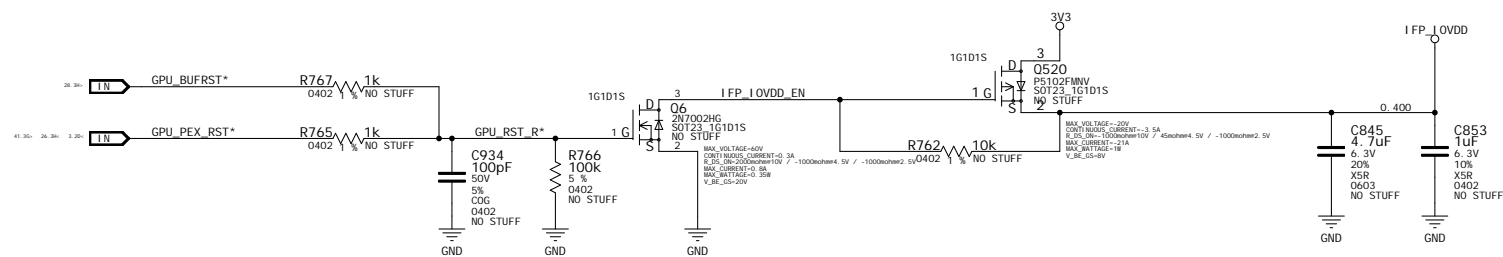 3V3
IFP_IOVDD
1G1D1S
3
D
Q520
P5102FMNV
SOT23_1G1D1S
NO STUFF
1 G
S
2
IN
GPU_BUFRST*
R767
1k
0402
1 %
NO STUFF
1G1D1S
3
D
Q6
2N7002HG
SOT23_1G1D1S
NO STUFF
1 G
S
2
IFP_IOVDD_EN
0.400
IN
GPU_PEX_RST*
R765
1k
0402
1 %
NO STUFF
GPU_RST_R*
MAX_VOLTAGE=60V
CONTINUOUS_CURRENT=0.3A
MAX_CURRENT=0.8A
MAX_WATTAGE=0.35W
V_BE_GS=20V
R762
10k
0402
1 %
NO STUFF
MAX_VOLTAGE=-20V
CONTINUOUS_CURRENT=-3.5A
MAX_CURRENT=-21A
MAX_WATTAGE=1W
V_BE_GS=8V
C934
100pF
50V
5%
COG
0402
NO STUFF
R766
100k
5 %
0402
NO STUFF
C845
4.7uF
6.3V
20%
X5R
0603
NO STUFF
C853
1uF
6.3V
10%
X5R
0402
NO STUFF
GND
GND
GND
GND
GND